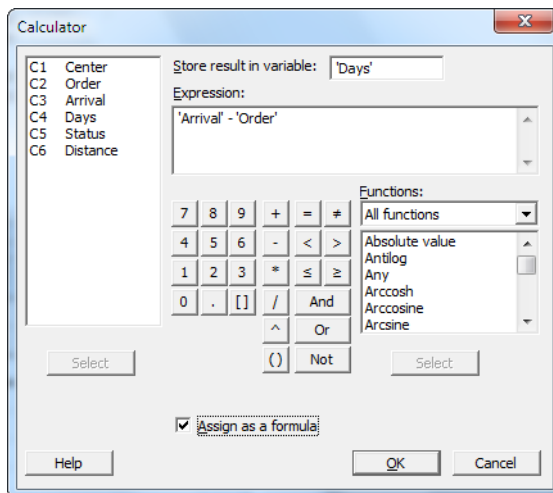 Calculator
C1 Center
C2 Order
C3 Arrival
C4 Days
C5 Status
C6 Distance
Store result in variable: 'Days'
Expression:
'Arrival' - 'Order'
Functions:
7 8 9 + = ≠ All functions
4 5 6 - < > Absolute value
Antilog
1 2 3 * ≤ ≥ Any
Arccosh
0 . [] / And Arccosine
Arcsine
^ Or
() Not
Select
Select
Assign as a formula
Help OK Cancel